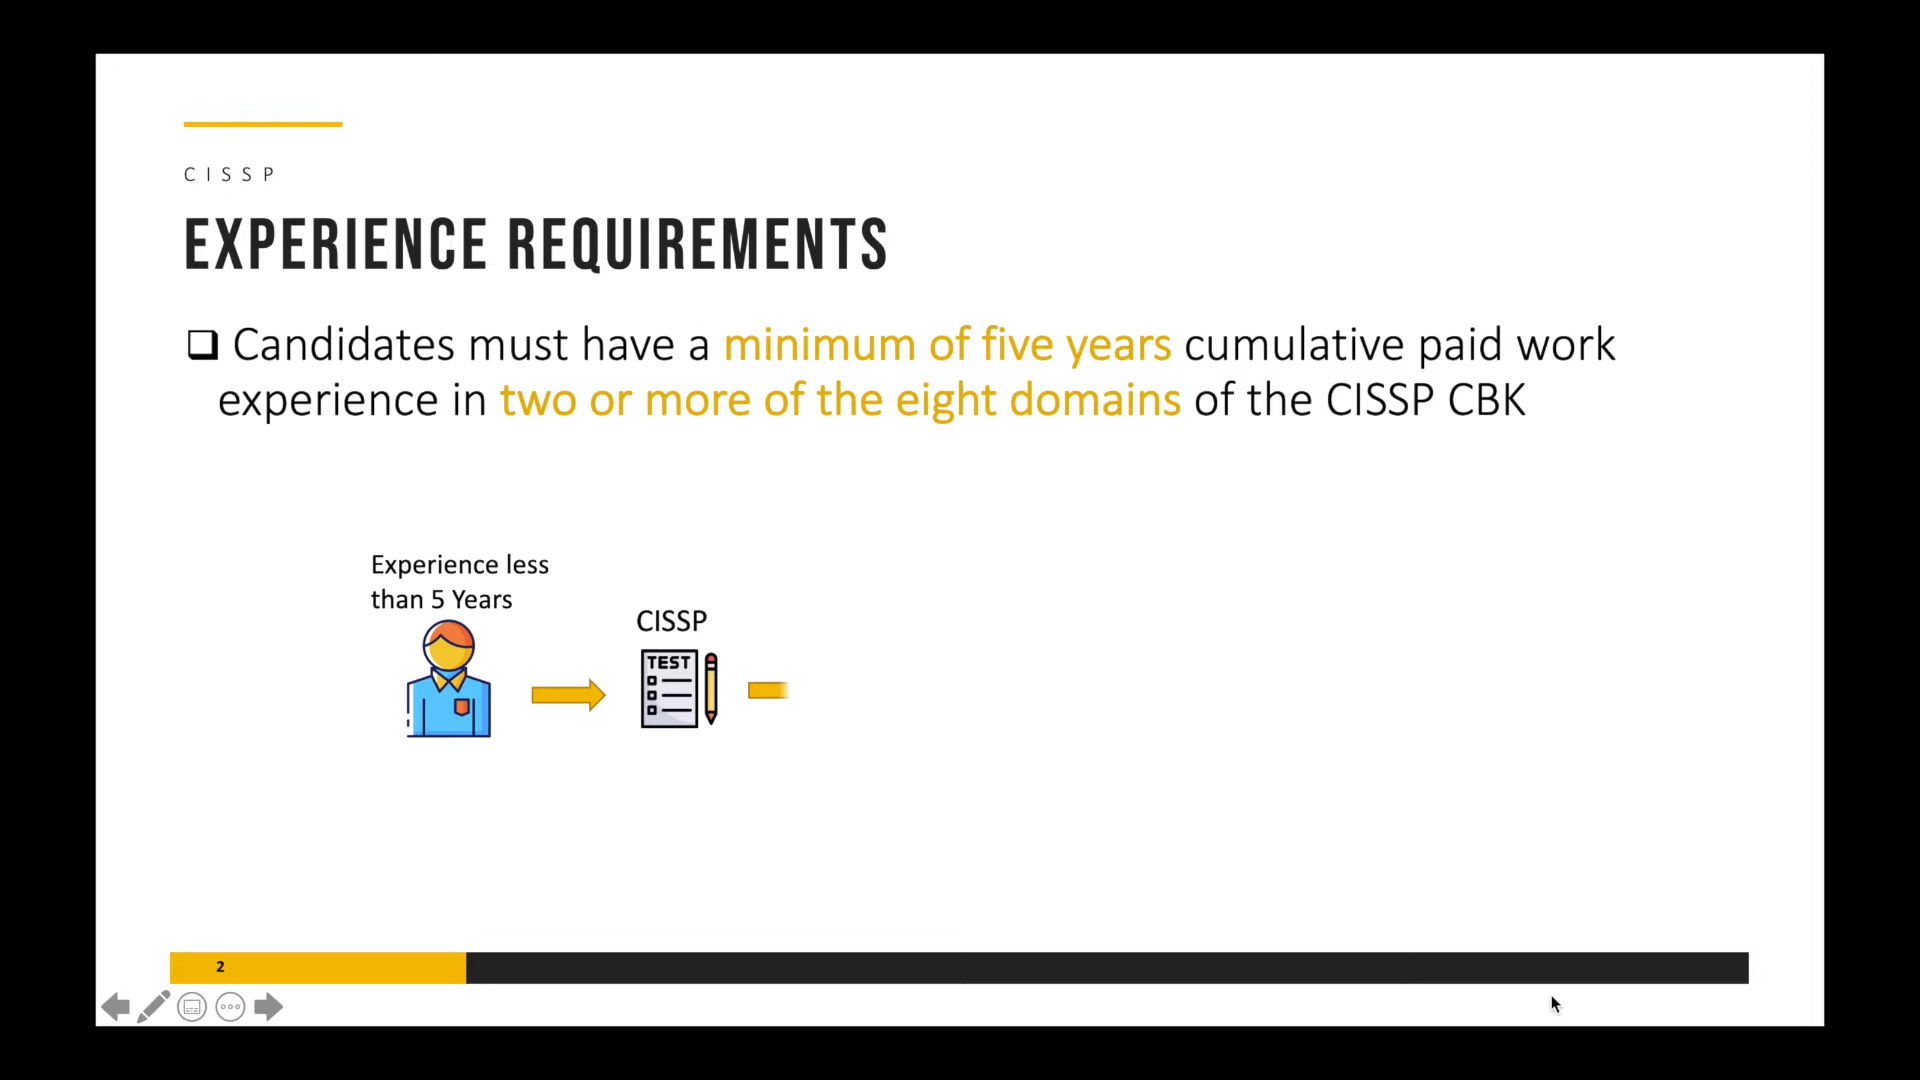 CISSP
EXPERIENCE REQUIREMENTS
Candidates must have a minimum of five years cumulative paid work
experience in two or more of the eight domains of the CISSP CBK
Experience less
than 5 Years
CISSP
TEST
2